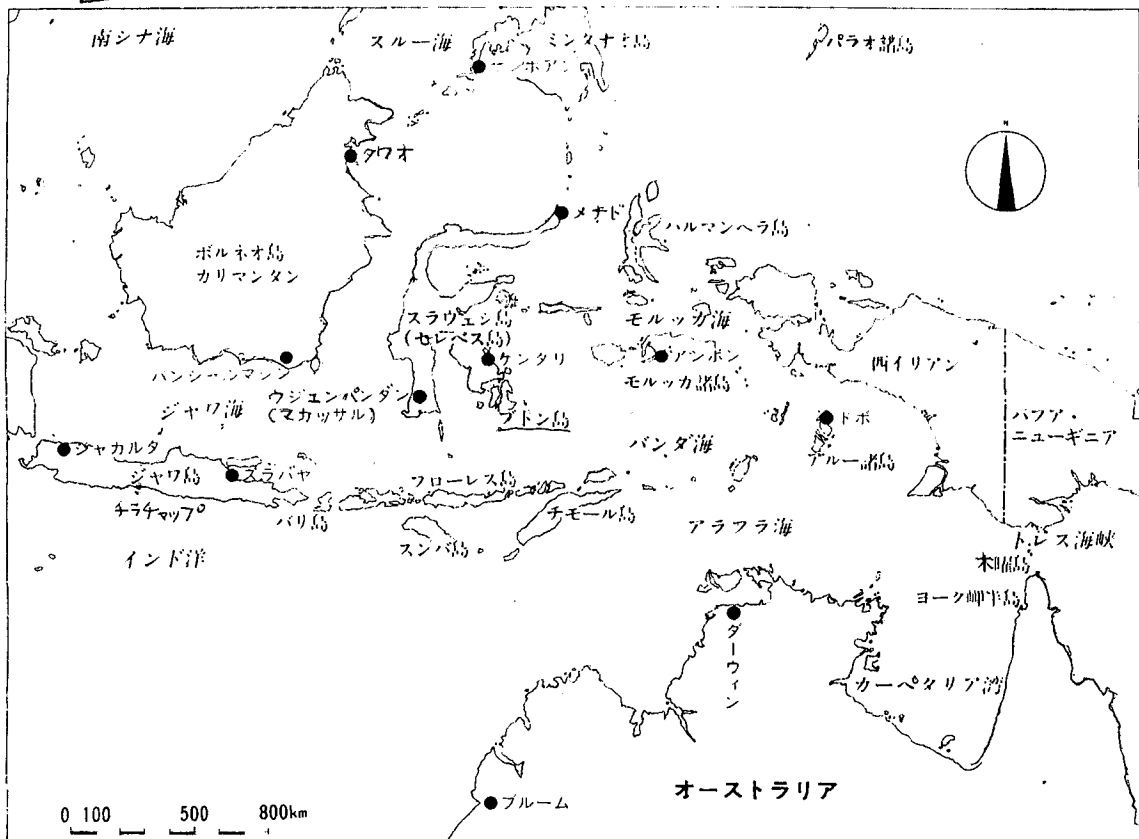 南シナ海
スルー海
ミンダナオ島
パラオ諸島
タワオ
メナド
ハルマヘラ島
ボルネオ島
カリマンタン
スラヴェシ島
(セレベス島)
モルッカ海
ケンタリ
アンボン
モルッカ諸島
西イリアン
ウジュンパンダン
(マカッサル)
ブトン島
ジャワ海
ドボ
パプア・
ニューギニア
バンダ海
アルー諸島
ジャカルタ
ジャワ島
スラバヤ
フローレス島
チラチャップ
バリ島
チモール島
アラフラ海
スンバ島
インド洋
トレス海峡
木曜島
ヨーク岬半島
ダーウィン
カーペタリア湾
オーストラリア
ブルーム
N
0 100 500 800km